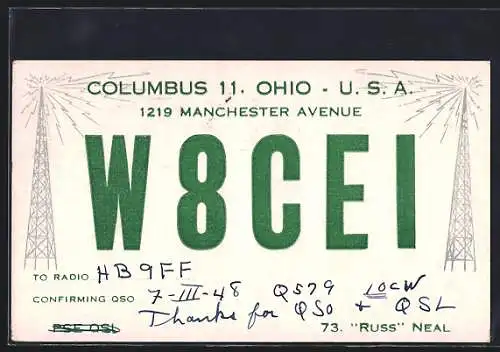 COLUMBUS 11. OHIO - U. S. A.
1219 MANCHESTER AVENUE
W8CEI
TO RADIO HB9FF
CONFIRMING QSO 7-III-48 QS79 10CW
Thanks for QSO + QSL
PSE QSL 73. "RUSS" NEAL